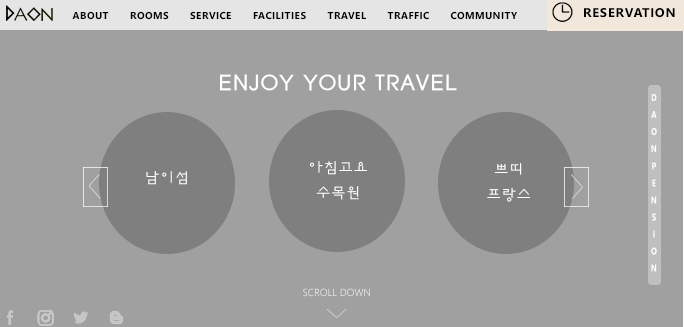 DAON
ABOUT ROOMS SERVICE FACILITIES TRAVEL TRAFFIC COMMUNITY RESERVATION
ENJOY YOUR TRAVEL
남이섬
아침고요
수목원
쁘띠
프랑스
DAONPENSION
SCROLL DOWN